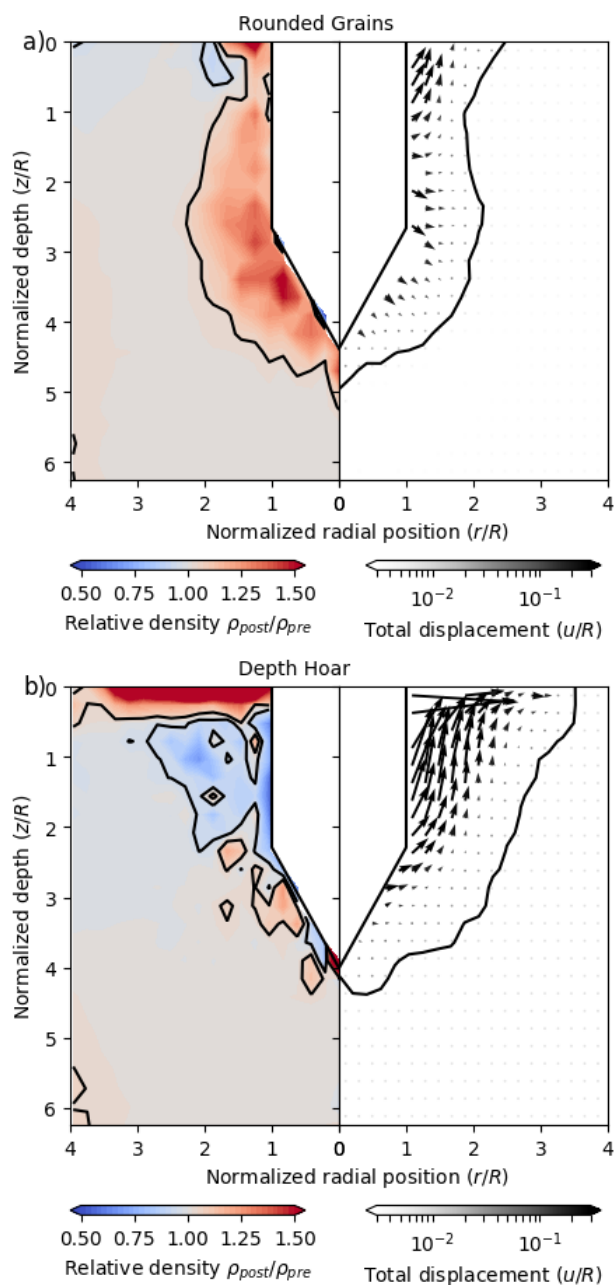 Rounded Grains
a)
0
1
2
3
4
5
6
Normalized depth (z/R)
4 3 2 1 0 0 1 2 3 4
Normalized radial position (r/R)
0.50 0.75 1.00 1.25 1.50
10⁻² 10⁻¹
Relative density ρpost/ρpre
Total displacement (u/R)
Depth Hoar
b)
0
1
2
3
4
5
6
Normalized depth (z/R)
4 3 2 1 0 0 1 2 3 4
Normalized radial position (r/R)
0.50 0.75 1.00 1.25 1.50
10⁻² 10⁻¹
Relative density ρpost/ρpre
Total displacement (u/R)